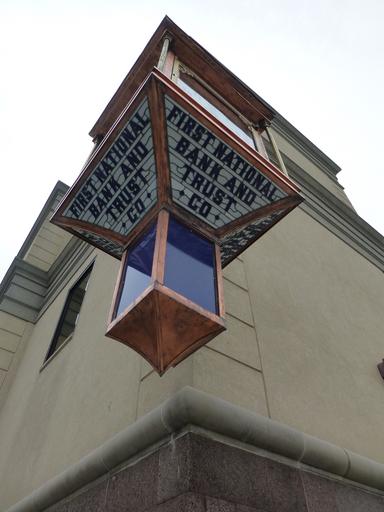 FIRST NATIONAL
BANK AND
TRUST
CO
FIRST NATIONAL
BANK AND
TRUST
CO